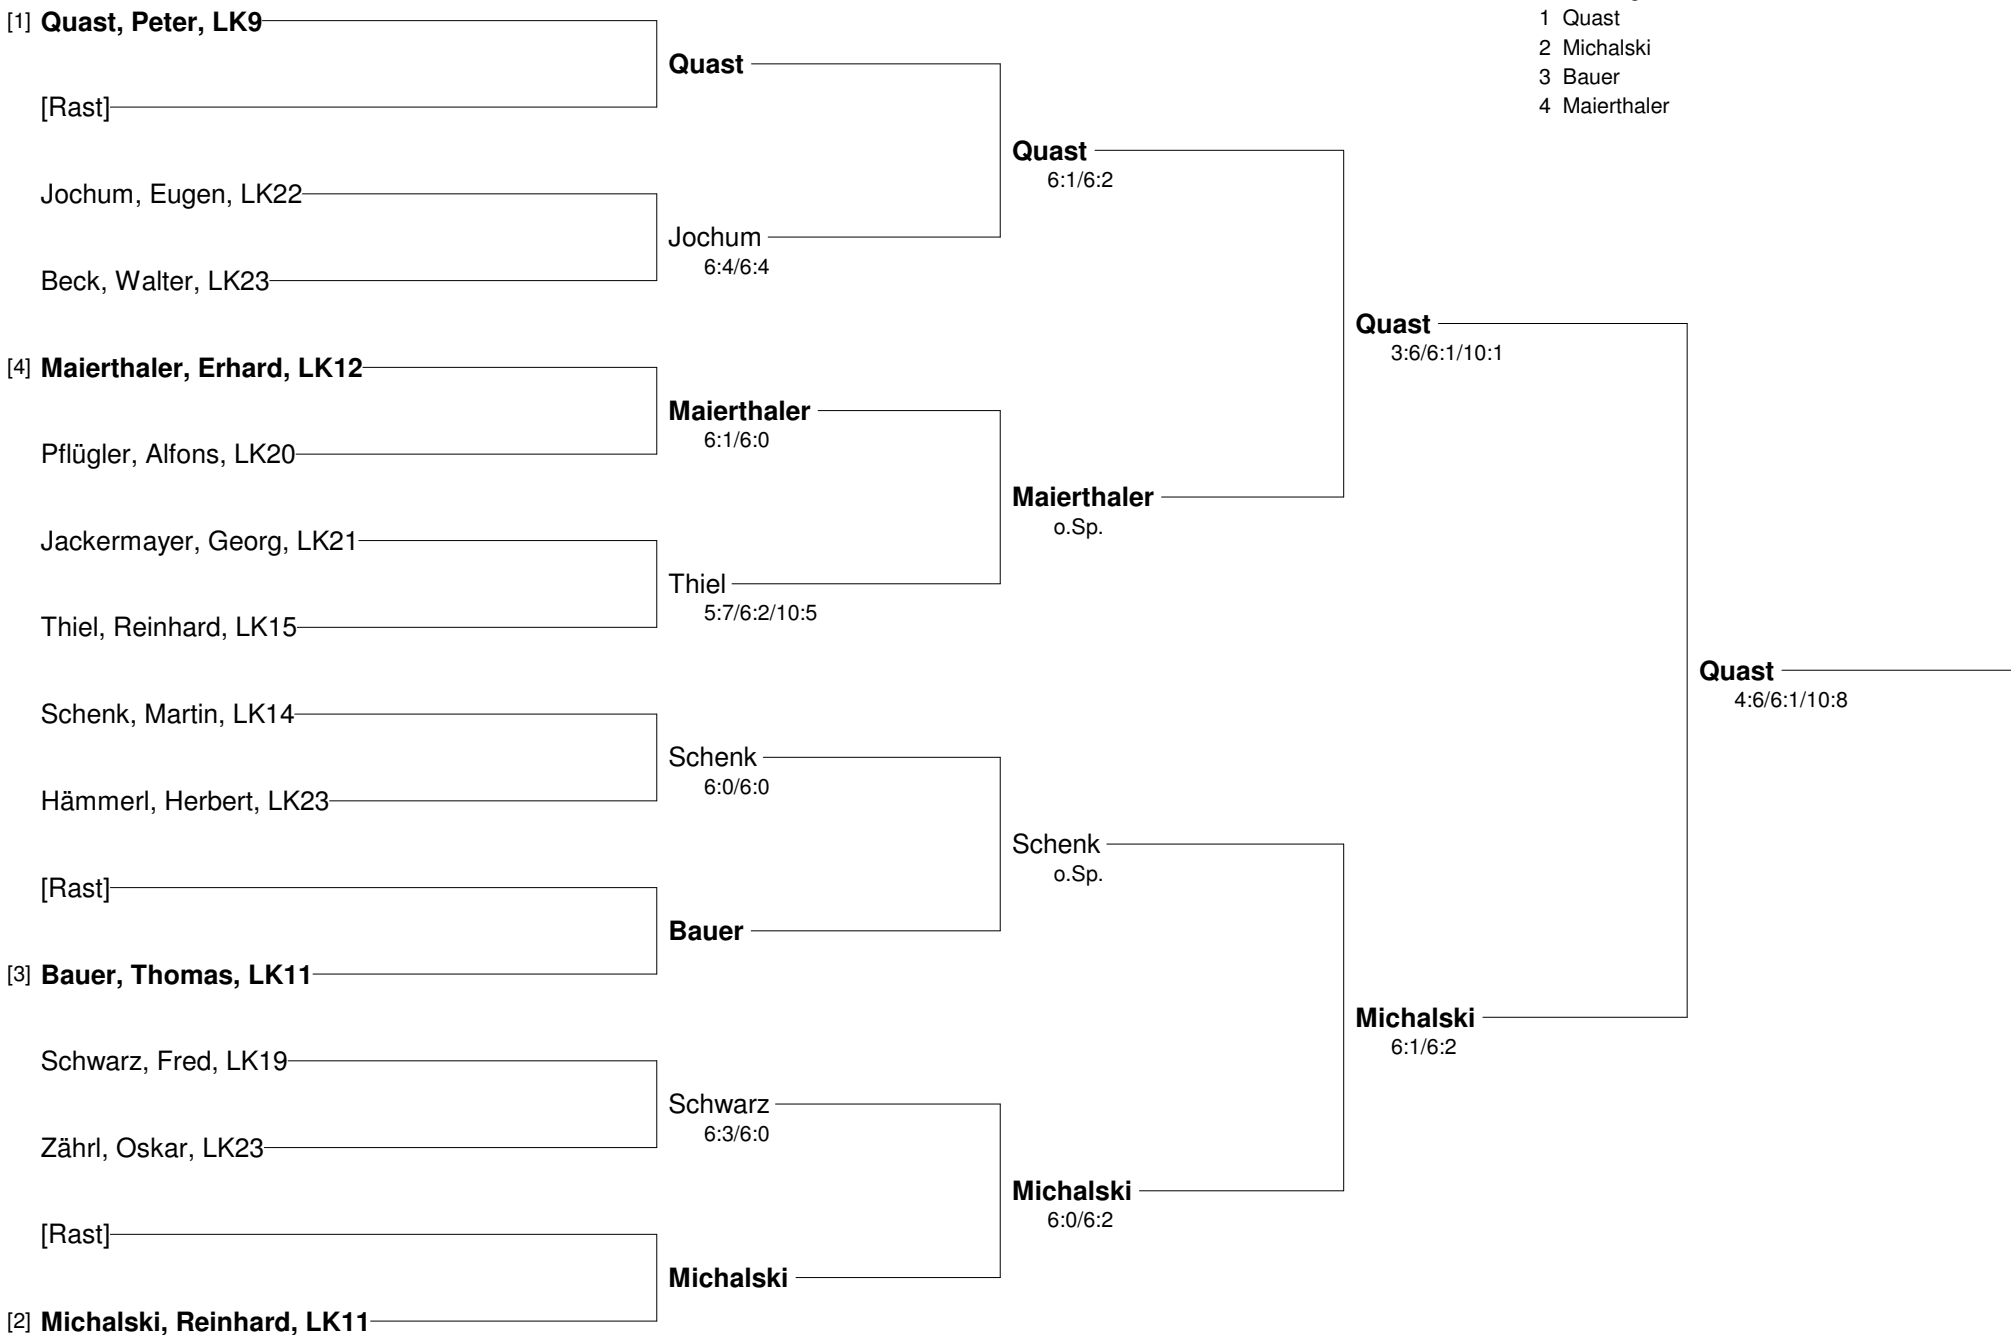 [1] Quast, Peter, LK9
[Rast]
Jochum, Eugen, LK22
Beck, Walter, LK23
[4] Maierthaler, Erhard, LK12
Pflügler, Alfons, LK20
Jackermayer, Georg, LK21
Thiel, Reinhard, LK15
Schenk, Martin, LK14
Hämmerl, Herbert, LK23
[Rast]
[3] Bauer, Thomas, LK11
Schwarz, Fred, LK19
Zährl, Oskar, LK23
[Rast]
[2] Michalski, Reinhard, LK11
Quast
Jochum
6:4/6:4
Maierthaler
6:1/6:0
Thiel
5:7/6:2/10:5
Schenk
6:0/6:0
Bauer
Schwarz
6:3/6:0
Michalski
Quast
6:1/6:2
Maierthaler
o.Sp.
Schenk
o.Sp.
Michalski
6:0/6:2
Quast
3:6/6:1/10:1
Michalski
6:1/6:2
Quast
4:6/6:1/10:8
1 Quast
2 Michalski
3 Bauer
4 Maierthaler